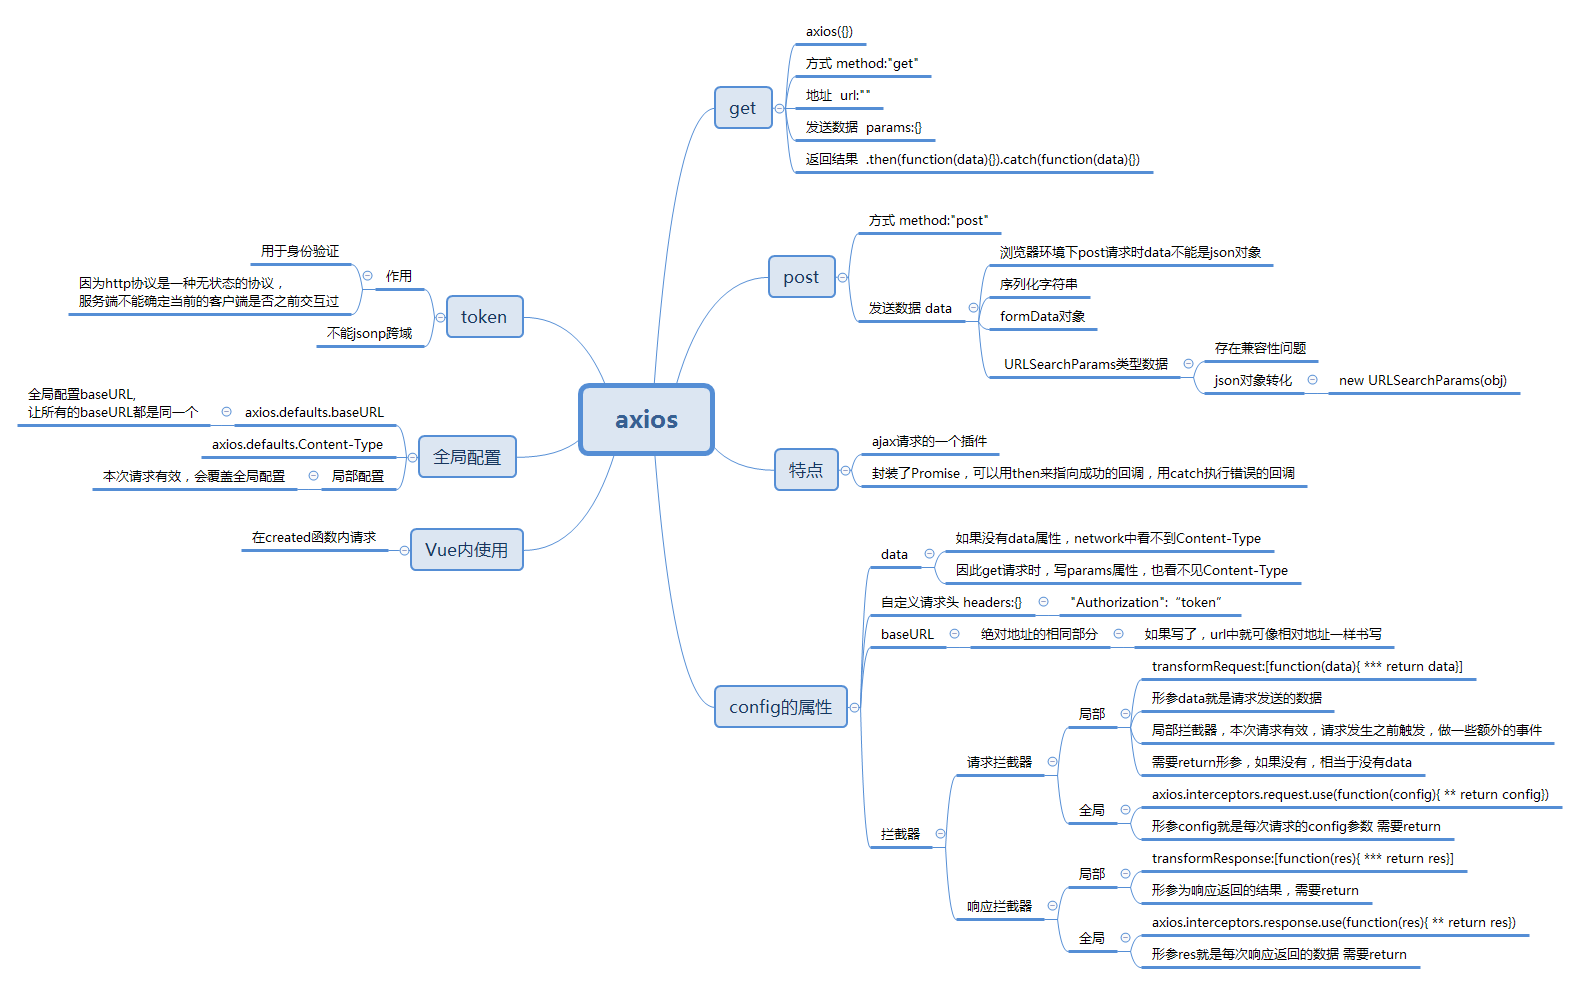 axios
get
axios({})
方式 method:"get"
地址  url:""
发送数据  params:{}
返回结果  .then(function(data){}).catch(function(data){})
post
方式 method:"post"
发送数据 data
浏览器环境下post请求时data不能是json对象
序列化字符串
formData对象
URLSearchParams类型数据
存在兼容性问题
json对象转化
new URLSearchParams(obj)
特点
ajax请求的一个插件
封装了Promise，可以用then来指向成功的回调，用catch执行错误的回调
config的属性
data
如果没有data属性，network中看不到Content-Type
因此get请求时，写params属性，也看不见Content-Type
自定义请求头 headers:{}
"Authorization":“token”
baseURL
绝对地址的相同部分
如果写了，url中就可像相对地址一样书写
拦截器
请求拦截器
局部
transformRequest:[function(data){ *** return data}]
形参data就是请求发送的数据
局部拦截器，本次请求有效，请求发生之前触发，做一些额外的事件
需要return形参，如果没有，相当于没有data
全局
axios.interceptors.request.use(function(config){ ** return config})
形参config就是每次请求的config参数 需要return
响应拦截器
局部
transformResponse:[function(res){ *** return res}]
形参为响应返回的结果，需要return
全局
axios.interceptors.response.use(function(res){ ** return res})
形参res就是每次响应返回的数据 需要return
token
作用
用于身份验证
因为http协议是一种无状态的协议，
服务端不能确定当前的客户端是否之前交互过
不能jsonp跨域
全局配置
axios.defaults.baseURL
全局配置baseURL,
让所有的baseURL都是同一个
axios.defaults.Content-Type
局部配置
本次请求有效，会覆盖全局配置
Vue内使用
在created函数内请求